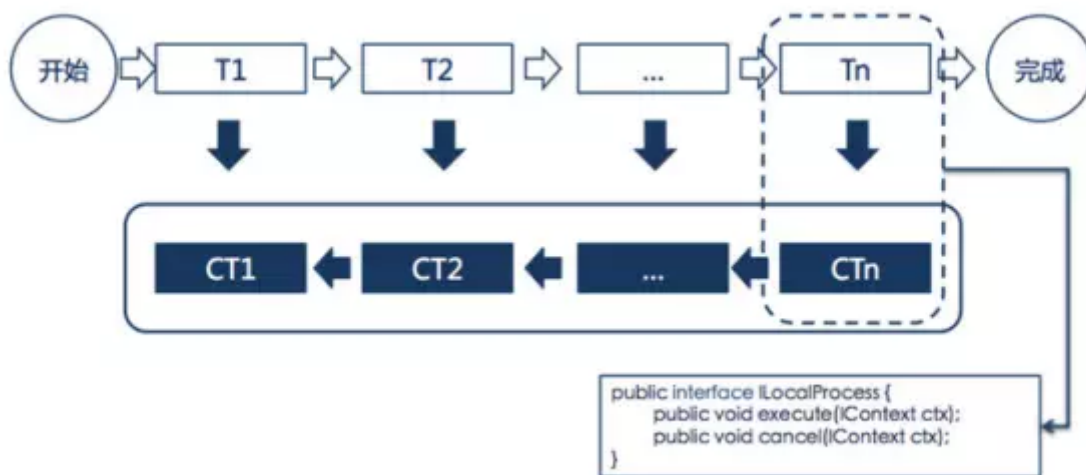 开始
T1
T2
...
Tn
完成
CT1
CT2
...
CTn
public interface ILocalProcess {
public void execute(IContext ctx);
public void cancel(IContext ctx);
}